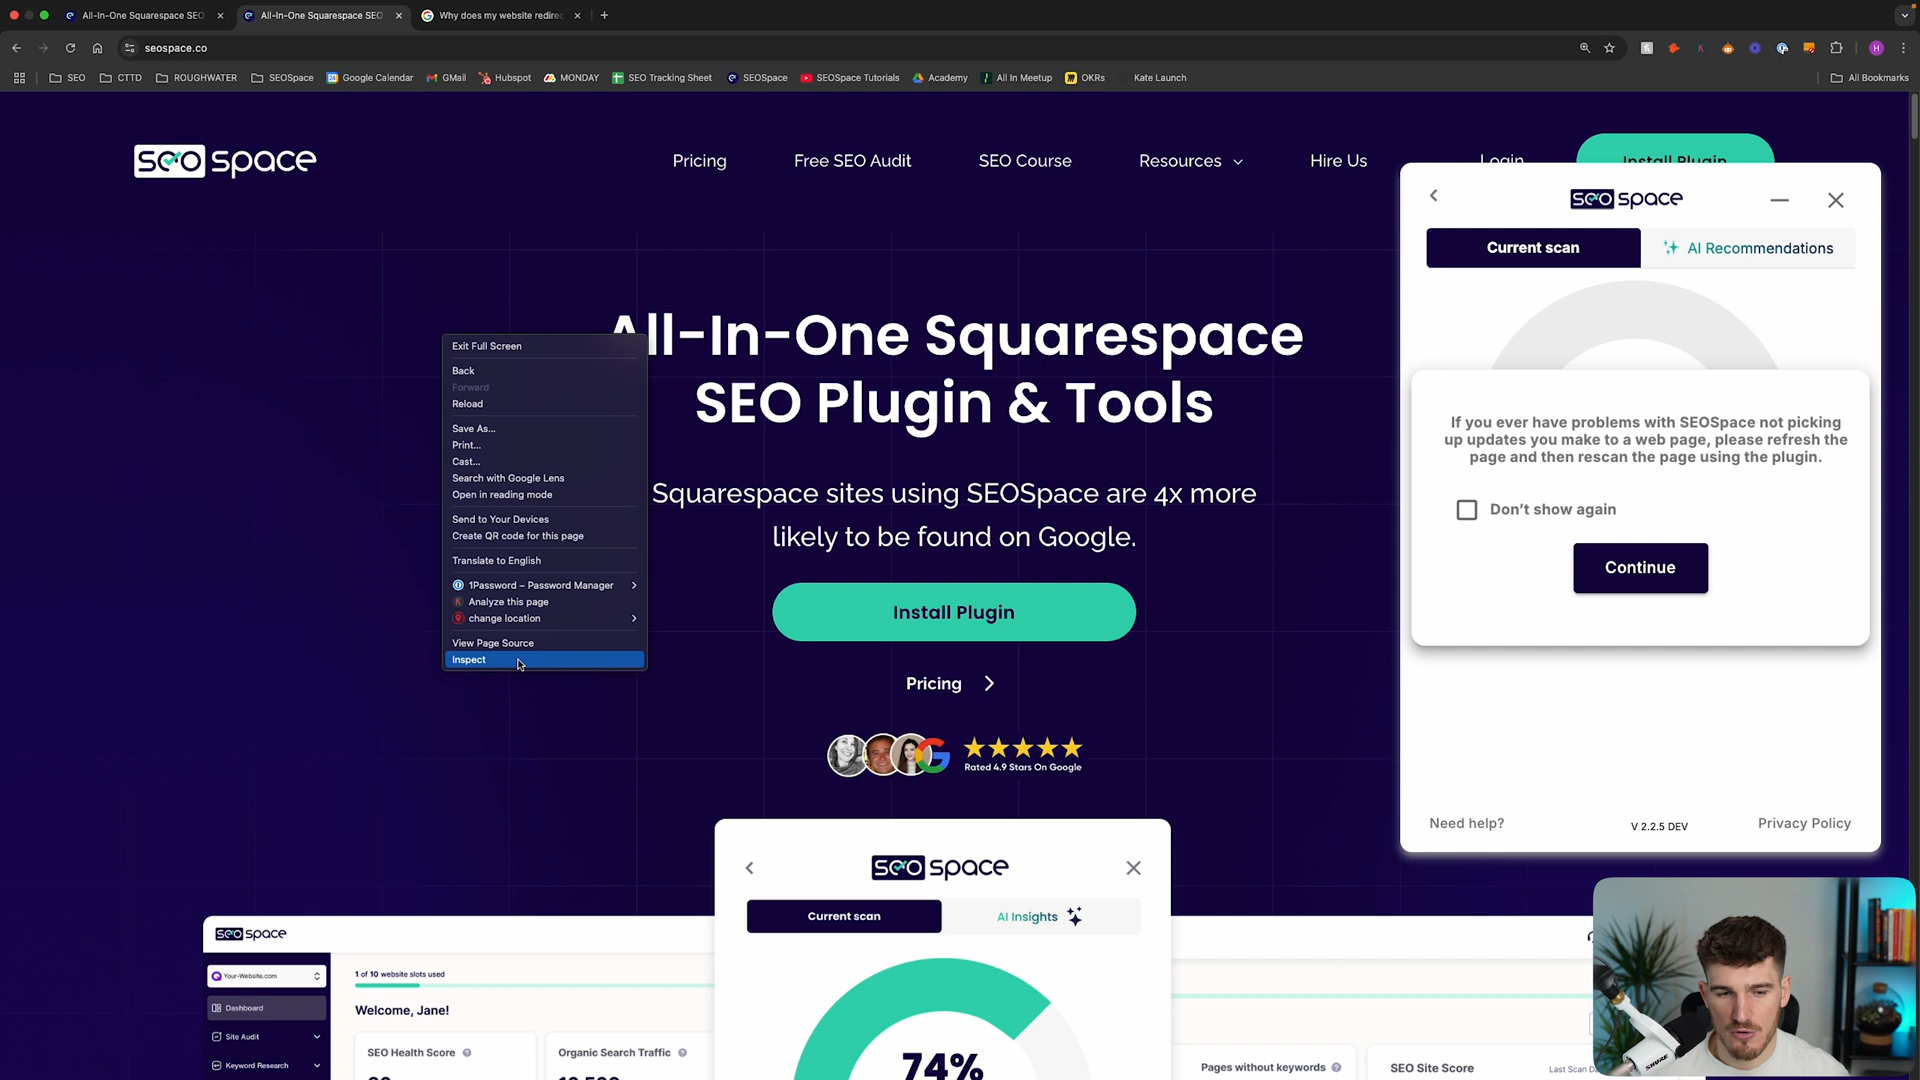 All-In-One Squarespace SEO
All-In-One Squarespace SEO
Why does my website redirec
seospace.co
SEO
CTTD
ROUGHWATER
SEOSpace
Google Calendar
GMail
Hubspot
MONDAY
SEO Tracking Sheet
SEOSpace
SEOSpace Tutorials
Academy
All In Meetup
OKRs
Kate Launch
All Bookmarks
seo space
Pricing
Free SEO Audit
SEO Course
Resources
Hire Us
Login
Install Plugin
All-In-One Squarespace
SEO Plugin & Tools
Squarespace sites using SEOSpace are 4x more
likely to be found on Google.
Install Plugin
Pricing
Rated 4.9 Stars On Google
Exit Full Screen
Back
Forward
Reload
Save As...
Print...
Cast...
Search with Google Lens
Open in reading mode
Send to Your Devices
Create QR code for this page
Translate to English
1Password – Password Manager
Analyze this page
change location
View Page Source
Inspect
seo space
Current scan
AI Recommendations
If you ever have problems with SEOSpace not picking
up updates you make to a web page, please refresh the
page and then rescan the page using the plugin.
Don't show again
Continue
Need help?
V 2.2.5 DEV
Privacy Policy
seo space
Current scan
AI Insights
74%
seo space
Your-Website.com
Dashboard
Site Audit
Keyword Research
1 of 10 website slots used
Welcome, Jane!
SEO Health Score
Organic Search Traffic
Pages without keywords
SEO Site Score
Last Scan D
SHURE